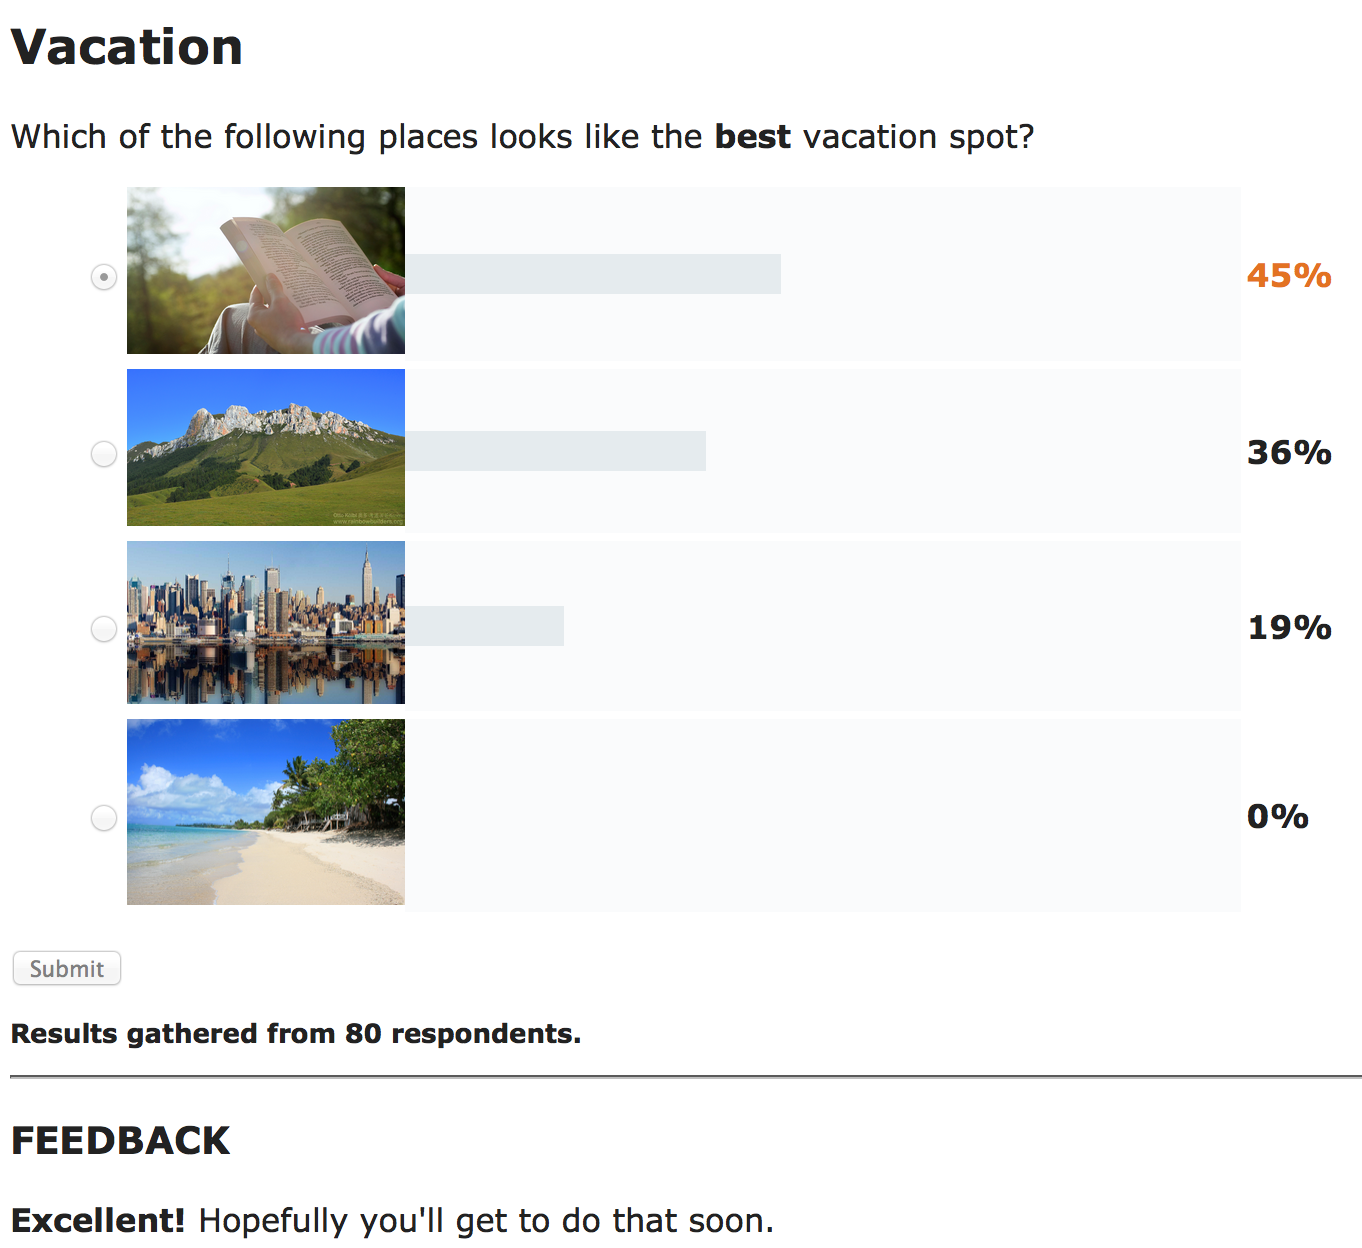 Vacation
Which of the following places looks like the best vacation spot?
45%
36%
19%
0%
Submit
Results gathered from 80 respondents.
FEEDBACK
Excellent! Hopefully you'll get to do that soon.